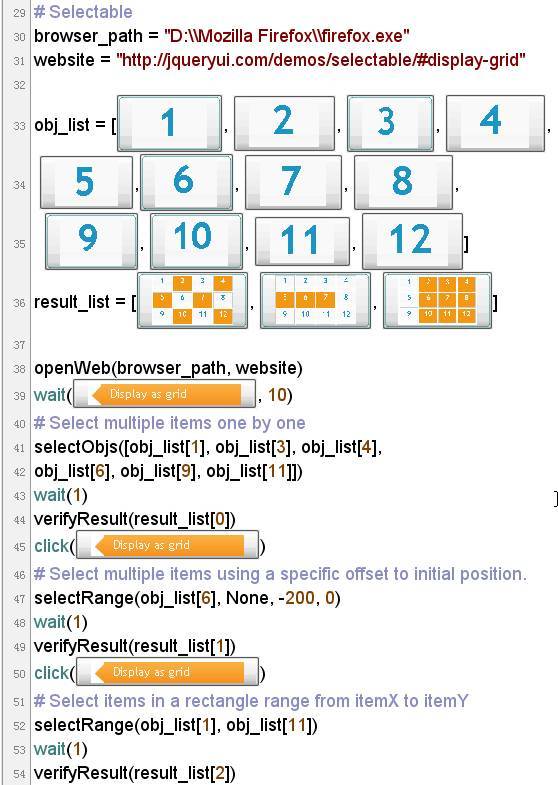 29 # Selectable
30 browser_path = "D:\\Mozilla Firefox\\firefox.exe"
31 website = "http://jqueryui.com/demos/selectable/#display-grid"
32
33 obj_list = [1, 2, 3, 4,
34 5, 6, 7, 8,
35 9, 10, 11, 12]
1 2 3 4 1 2 3 4 1 2 3 4
36 result_list = [5 6 7 8, 5 6 7 8, 5 6 7 8]
9 10 11 12 9 10 11 12 9 10 11 12
37
38 openWeb(browser_path, website)
39 wait(Display as grid, 10)
40 # Select multiple items one by one
41 selectObjs([obj_list[1], obj_list[3], obj_list[4],
42 obj_list[6], obj_list[9], obj_list[11]])
43 wait(1)
44 verifyResult(result_list[0])
45 click(Display as grid)
46 # Select multiple items using a specific offset to initial position.
47 selectRange(obj_list[6], None, -200, 0)
48 wait(1)
49 verifyResult(result_list[1])
50 click(Display as grid)
51 # Select items in a rectangle range from itemX to itemY
52 selectRange(obj_list[1], obj_list[11])
53 wait(1)
54 verifyResult(result_list[2])